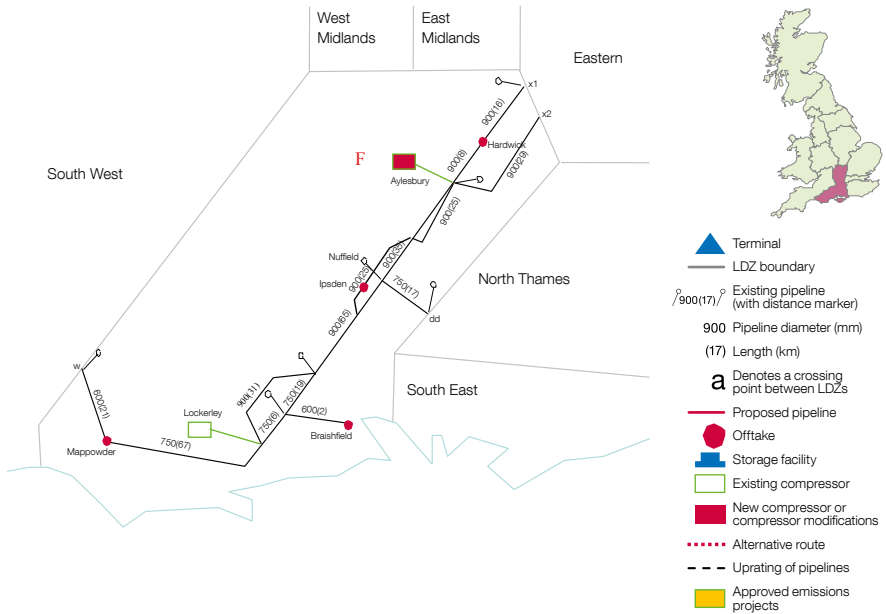 West
Midlands
East
Midlands
Eastern
x1
x2
900(16)
Hardwick
900(8)
900(29)
F
Aylesbury
South West
900(25)
Nuffield
900(35)
900(25)
Ipsden
750(17)
North Thames
900(65)
dd
w
South East
600(21)
900(31)
750(19)
Lockerley
750(6)
600(2)
Braishfield
Mappowder
750(67)
Terminal
LDZ boundary
900(17) Existing pipeline
(with distance marker)
900 Pipeline diameter (mm)
(17) Length (km)
a Denotes a crossing
point between LDZs
Proposed pipeline
Offtake
Storage facility
Existing compressor
New compressor or
compressor modifications
Alternative route
Uprating of pipelines
Approved emissions
projects